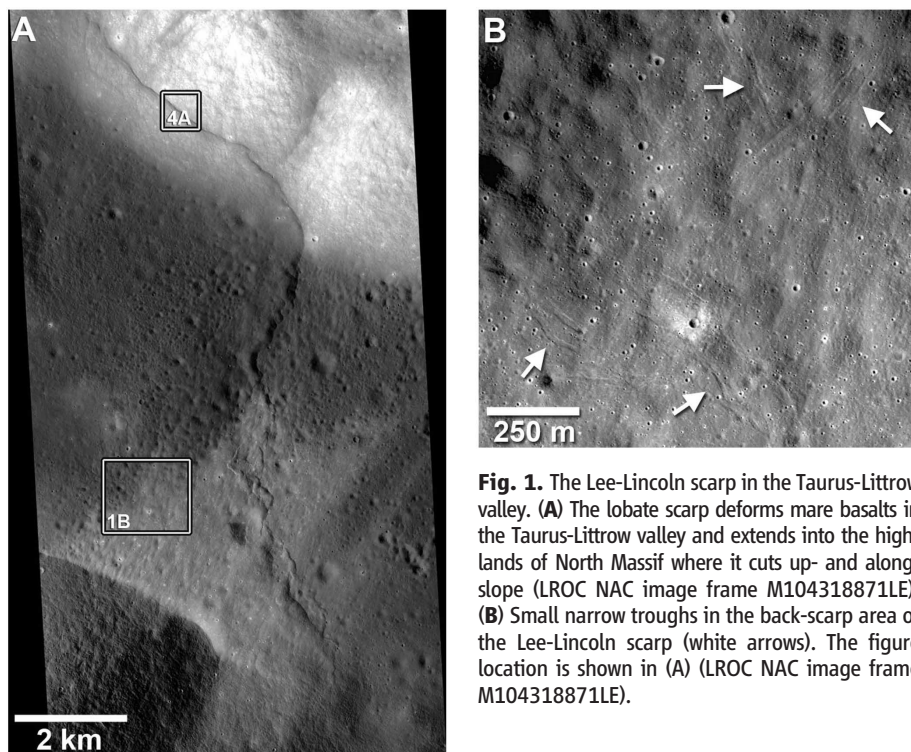 A
4A
1B
2 km
B
250 m
Fig. 1. The Lee-Lincoln scarp in the Taurus-Littrow
valley. (A) The lobate scarp deforms mare basalts in
the Taurus-Littrow valley and extends into the high
lands of North Massif where it cuts up- and along
slope (LROC NAC image frame M104318871LE)
(B) Small narrow troughs in the back-scarp area of
the Lee-Lincoln scarp (white arrows). The figure
location is shown in (A) (LROC NAC image frame
M104318871LE).